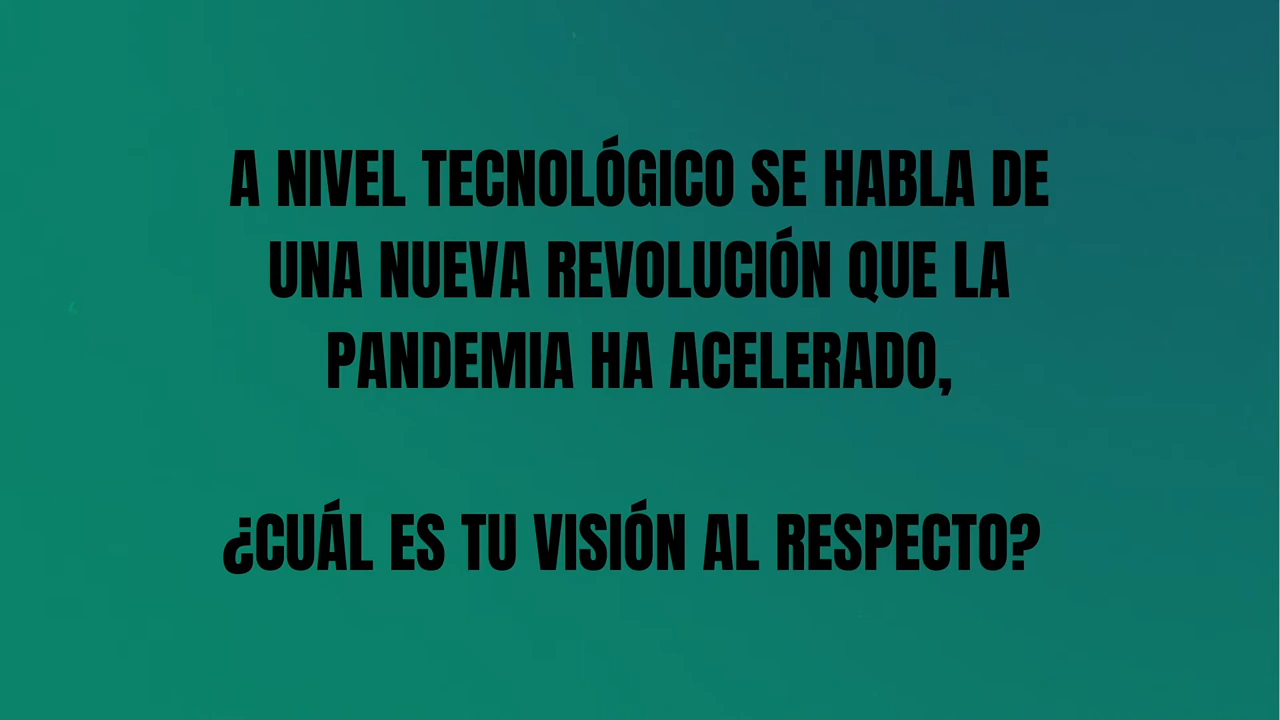 A NIVEL TECNOLÓGICO SE HABLA DE
UNA NUEVA REVOLUCIÓN QUE LA
PANDEMIA HA ACELERADO,
¿CUÁL ES TU VISIÓN AL RESPECTO?